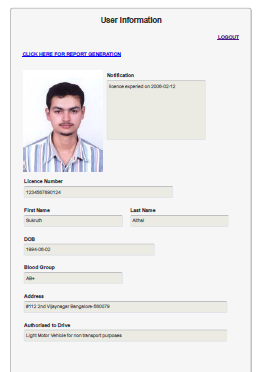 User Information
LOGOUT
CLICK HERE FOR REPORT GENERATION
Notification
licence experied on 2008-02-12
Licence Number
1234567890124
First Name
Last Name
Sukruth
Aithal
DOB
1994-06-02
Blood Group
AB+
Address
#112 2nd Vijaynagar Bangalore-560079
Authorised to Drive
Light Motor Vehicle for non transport purposes